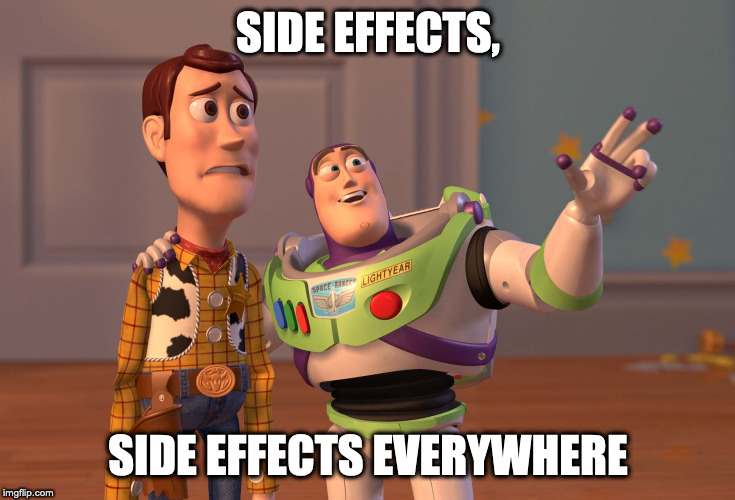 SIDE EFFECTS,
SPACE RANGER
LIGHTYEAR
SIDE EFFECTS EVERYWHERE
imgflip.com